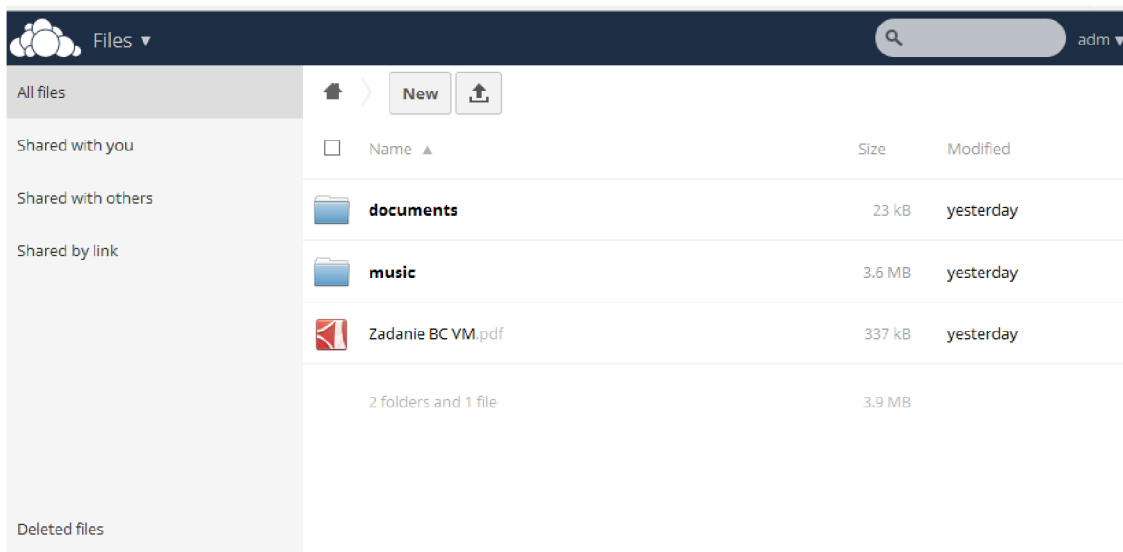 Files ▼ adm ▼
All files
New
Shared with you
Name ▲ Size Modified
Shared with others
documents 23 kB yesterday
Shared by link
music 3.6 MB yesterday
Zadanie BC VM.pdf 337 kB yesterday
2 folders and 1 file 3.9 MB
Deleted files